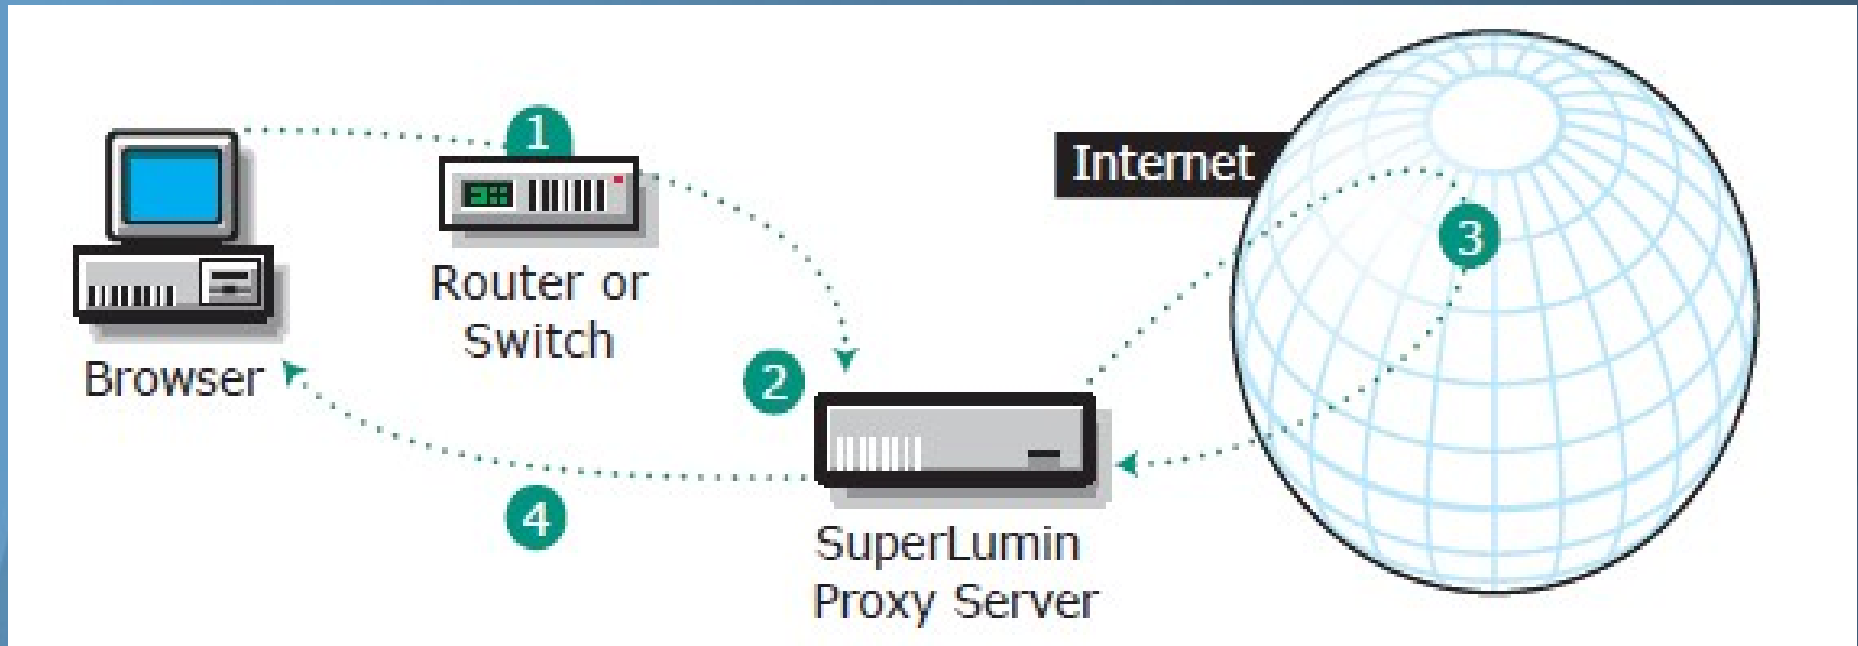 1
Internet
3
Router or
Switch
2
Browser
4
SuperLumin
Proxy Server